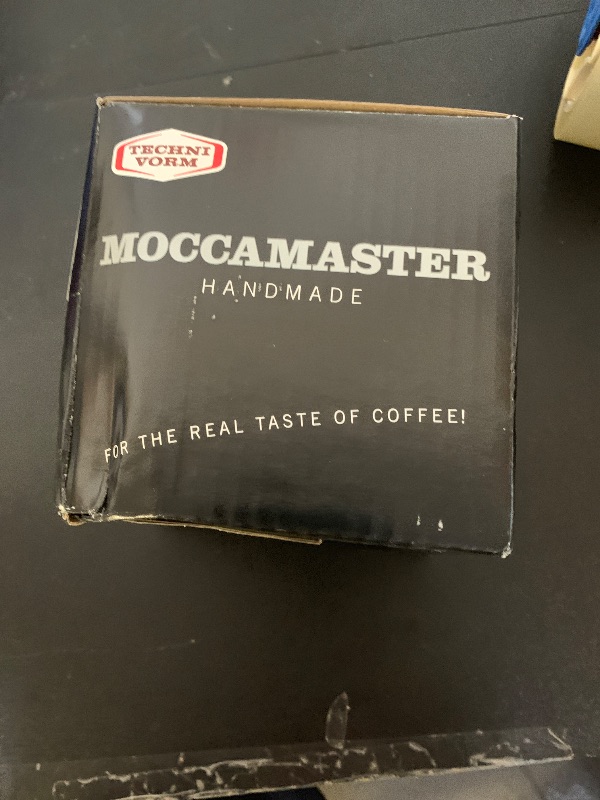 TECHNI
VORM
MOCCAMASTER
HANDMADE
FOR THE REAL TASTE OF COFFEE!